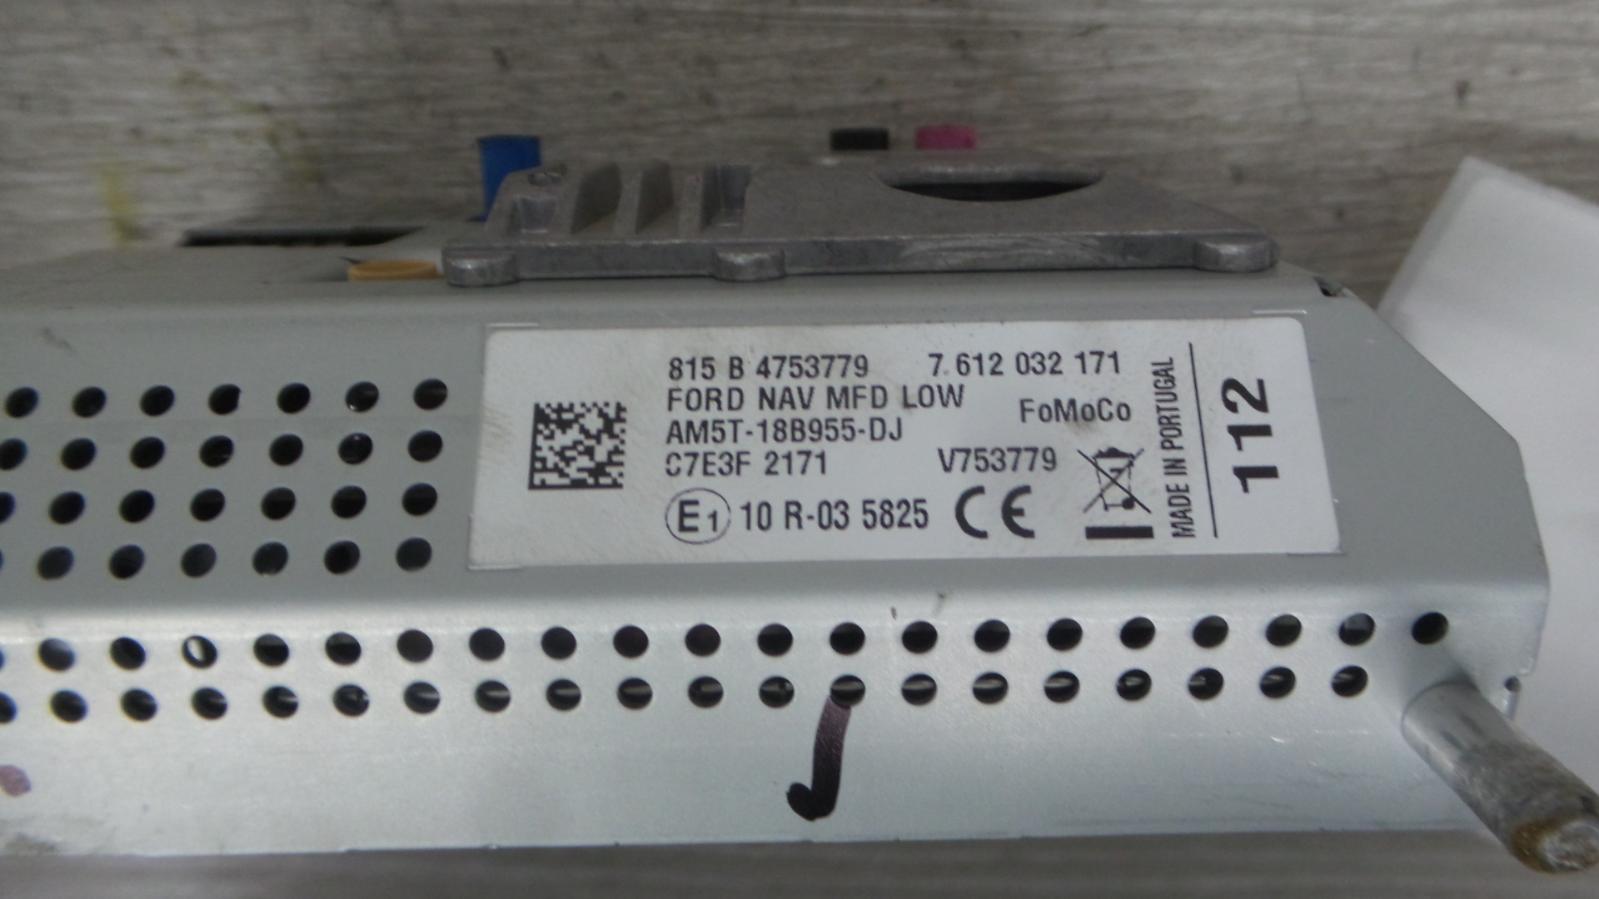 815 B 4753779 7 612 032 171
FORD NAV MFD LOW
FoMoCo
AM5T-18B955-DJ
C7E3F 2171 V753779
E1 10 R-03 5825 CE
MADE IN PORTUGAL
112